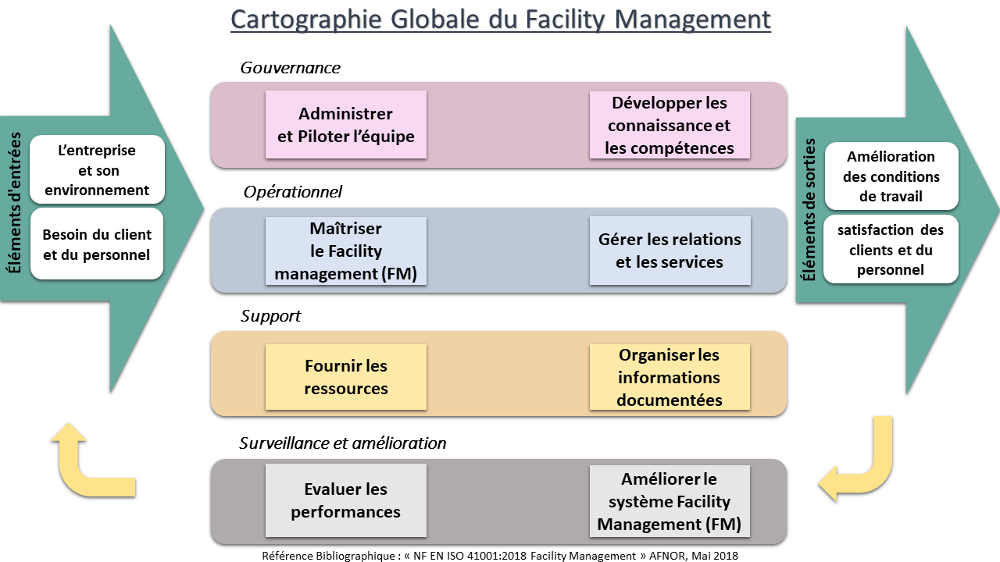 Cartographie Globale du Facility Management
Éléments d'entrées
L'entreprise
et son
environnement
Besoin du client
et du personnel
Gouvernance
Administrer
et Piloter l'équipe
Développer les
connaissance et
les compétences
Opérationnel
Maîtriser
le Facility
management (FM)
Gérer les relations
et les services
Support
Fournir les
ressources
Organiser les
informations
documentées
Surveillance et amélioration
Evaluer les
performances
Améliorer le
système Facility
Management (FM)
Éléments de sorties
Amélioration
des conditions
de travail
satisfaction des
clients et du
personnel
Référence Bibliographique : « NF EN ISO 41001:2018 Facility Management » AFNOR, Mai 2018